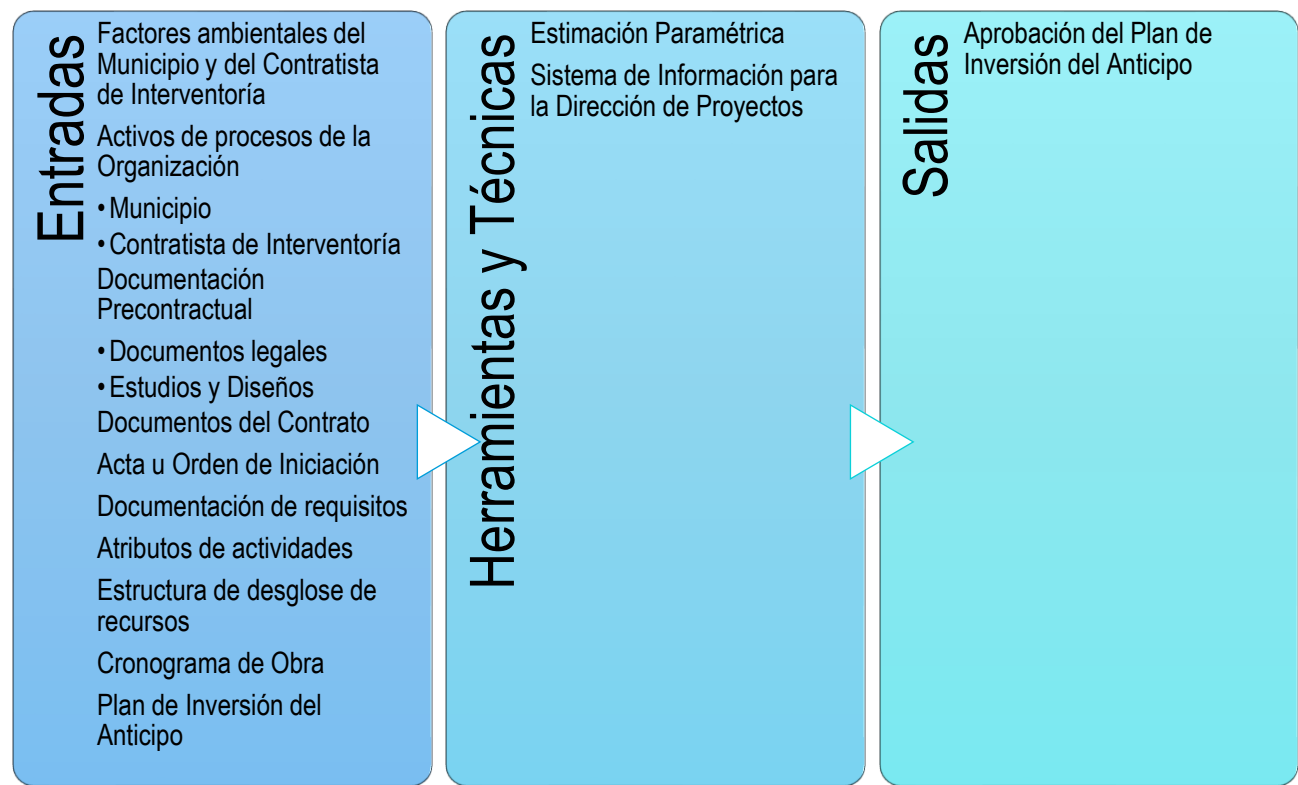 Entradas
Factores ambientales del
Municipio y del Contratista
de Interventoría
Activos de procesos de la
Organización
• Municipio
• Contratista de Interventoría
Documentación
Precontractual
• Documentos legales
• Estudios y Diseños
Documentos del Contrato
Acta u Orden de Iniciación
Documentación de requisitos
Atributos de actividades
Estructura de desglose de
recursos
Cronograma de Obra
Plan de Inversión del
Anticipo
Herramientas y Técnicas
Estimación Paramétrica
Sistema de Información para
la Dirección de Proyectos
Salidas
Aprobación del Plan de
Inversión del Anticipo